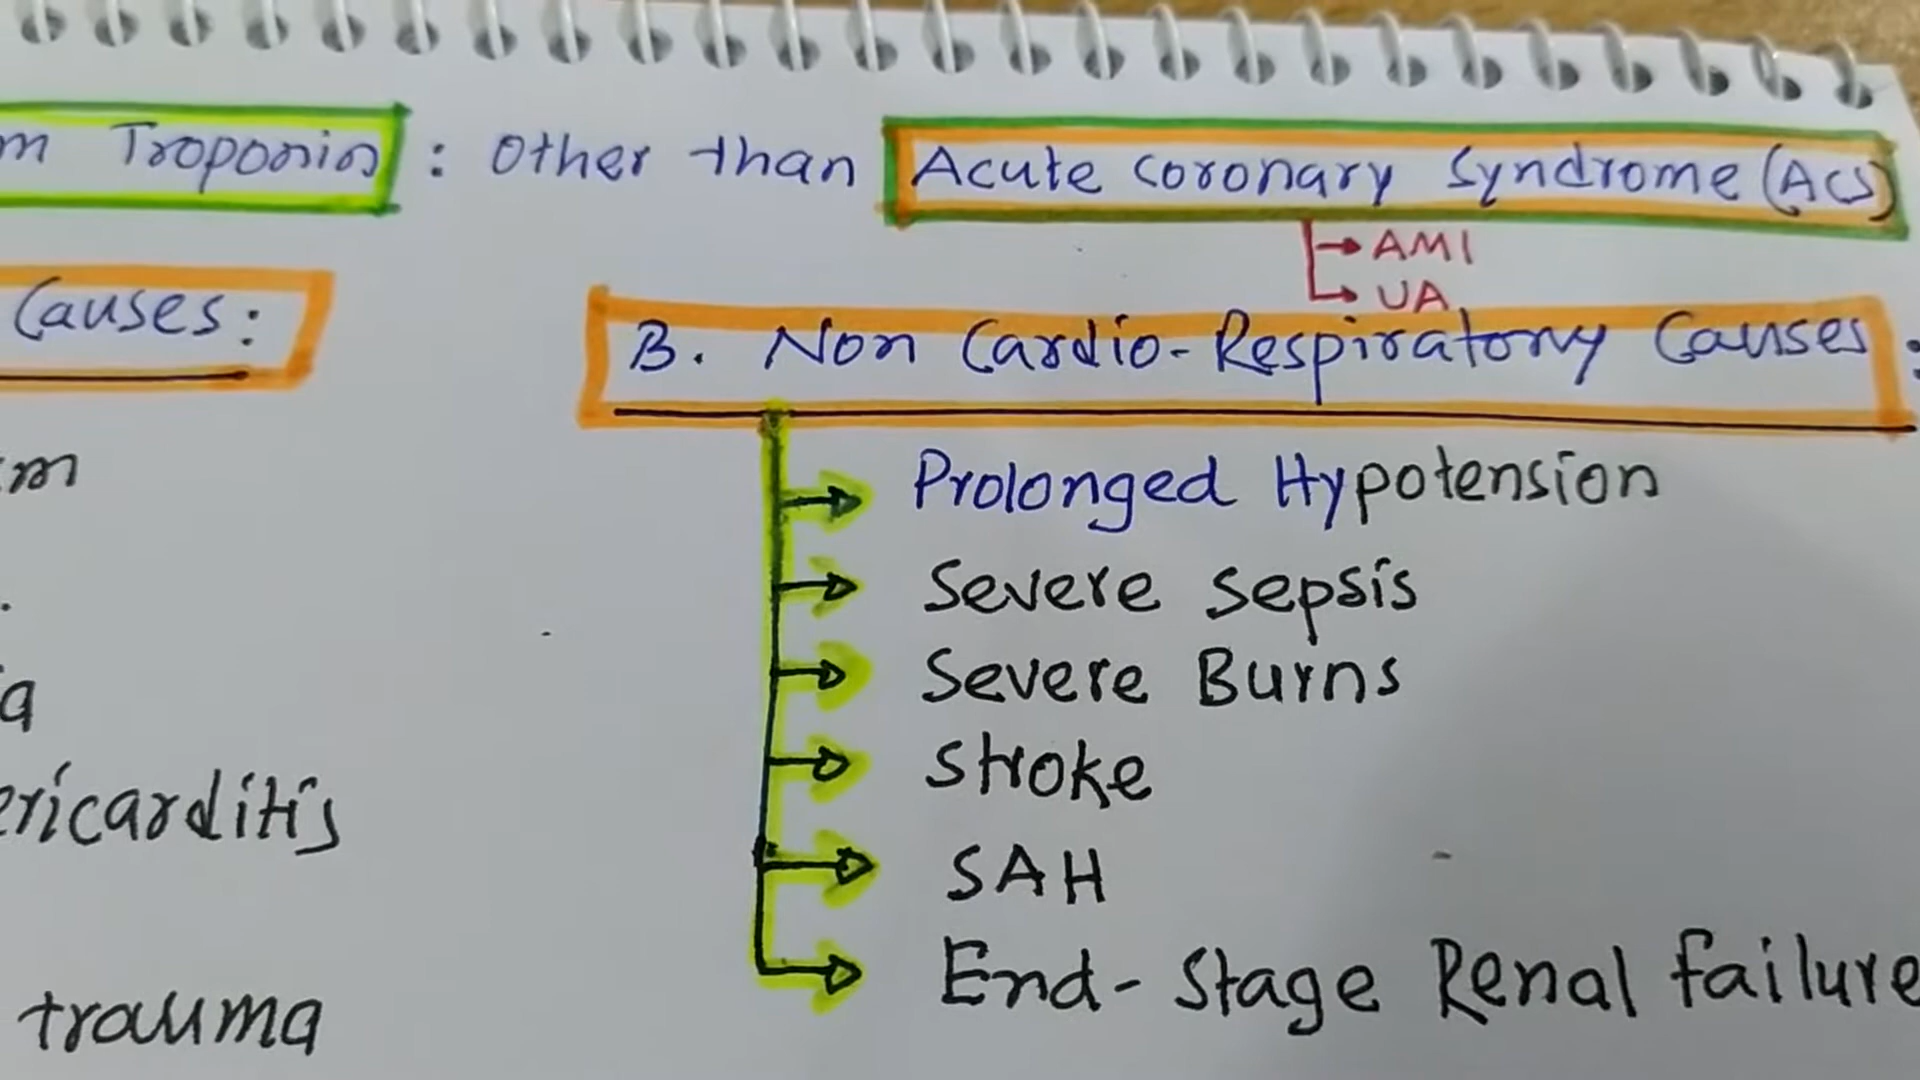 m Troponin : Other than Acute coronary Syndrome (ACS)
AMI
UA
Causes:
B. Non Cardio-Respiratory Causes:
Prolonged Hypotension
Severe sepsis
Severe Burns
Stroke
SAH
End-Stage Renal failure
m
a
ericarditis
trauma